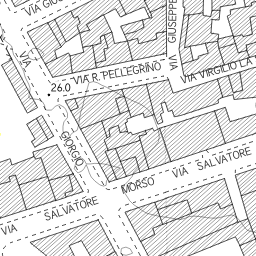 VIA GIU
VIA GIUSEPPE
VIA
VIA R. PELLEGRINO
VIA VIRGILIO LA
26.0
GIORGIO
VIA SALVATORE
MORSO
SALVATORE
VIA